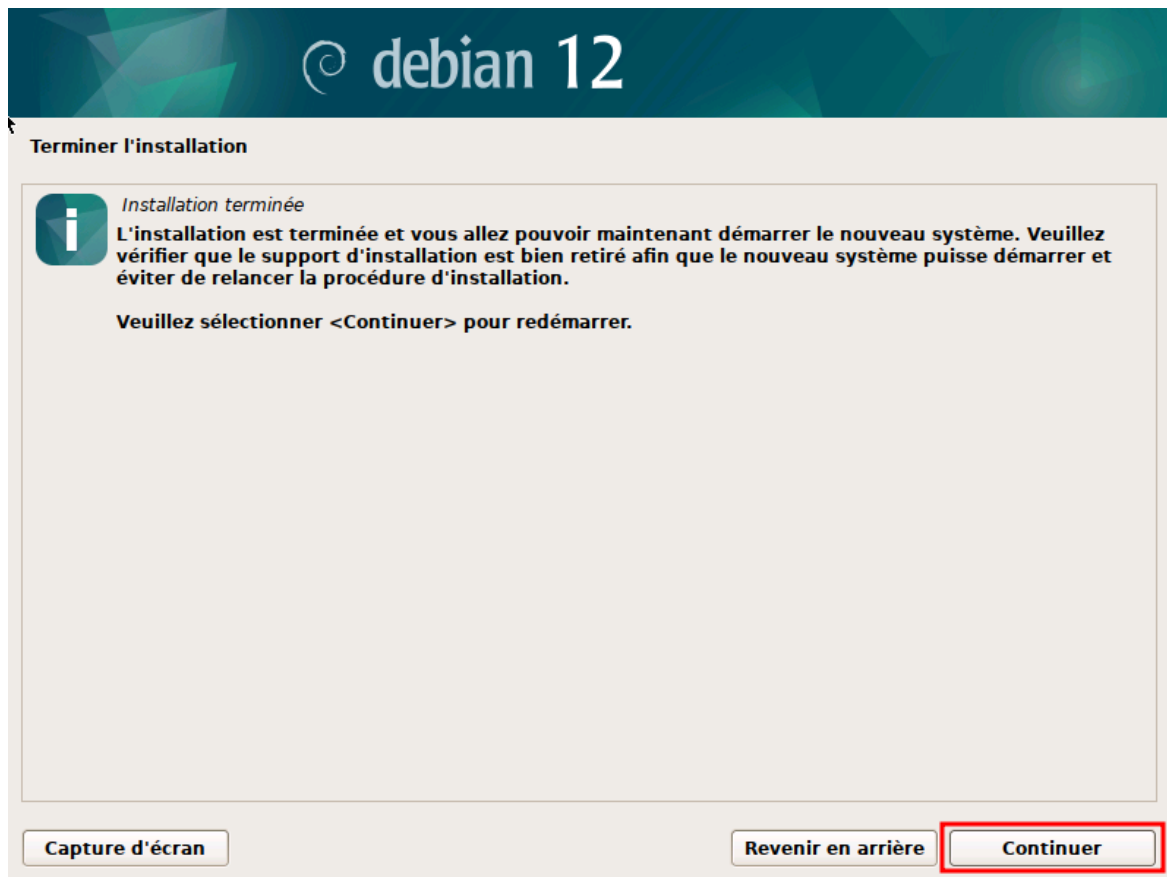 debian 12
Terminer l'installation
Installation terminée
L'installation est terminée et vous allez pouvoir maintenant démarrer le nouveau système. Veuillez
vérifier que le support d'installation est bien retiré afin que le nouveau système puisse démarrer et
éviter de relancer la procédure d'installation.
Veuillez sélectionner <Continuer> pour redémarrer.
Capture d'écran
Revenir en arrière
Continuer